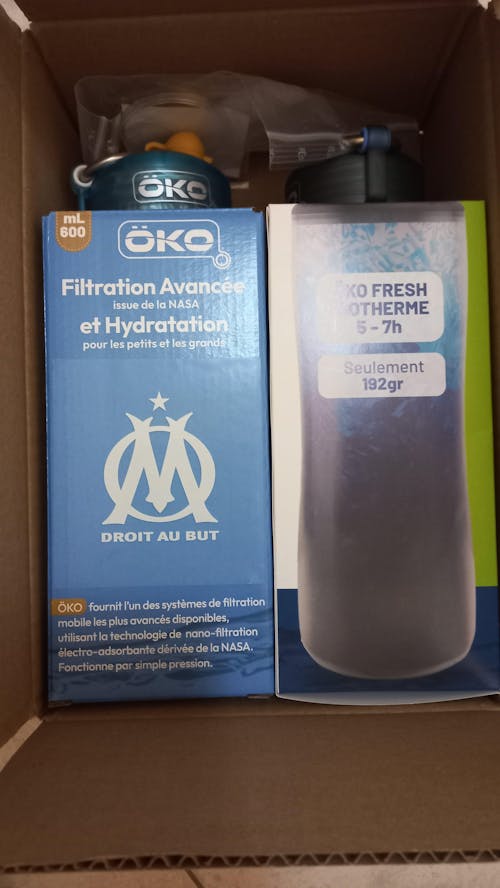 ÖKO
mL
600
ÖKO
Filtration Avancée
issue de la NASA
et Hydratation
pour les petits et les grands
DROIT AU BUT
ÖKO fournit l'un des systèmes de filtration
mobile les plus avancés disponibles,
utilisant la technologie de nano-filtration
électro-adsorbante dérivée de la NASA.
Fonctionne par simple pression.
FRESH
5 - 7h
Seulement
192gr